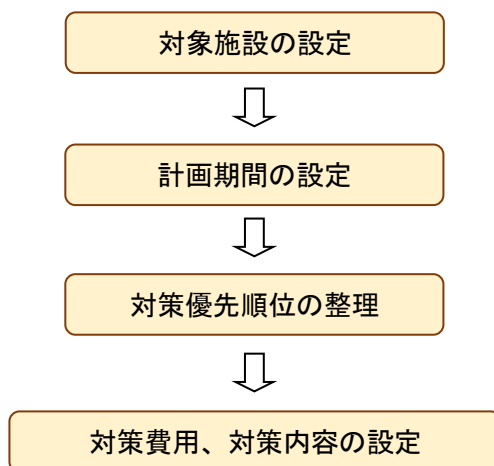 対象施設の設定
計画期間の設定
対策優先順位の整理
対策費用、対策内容の設定